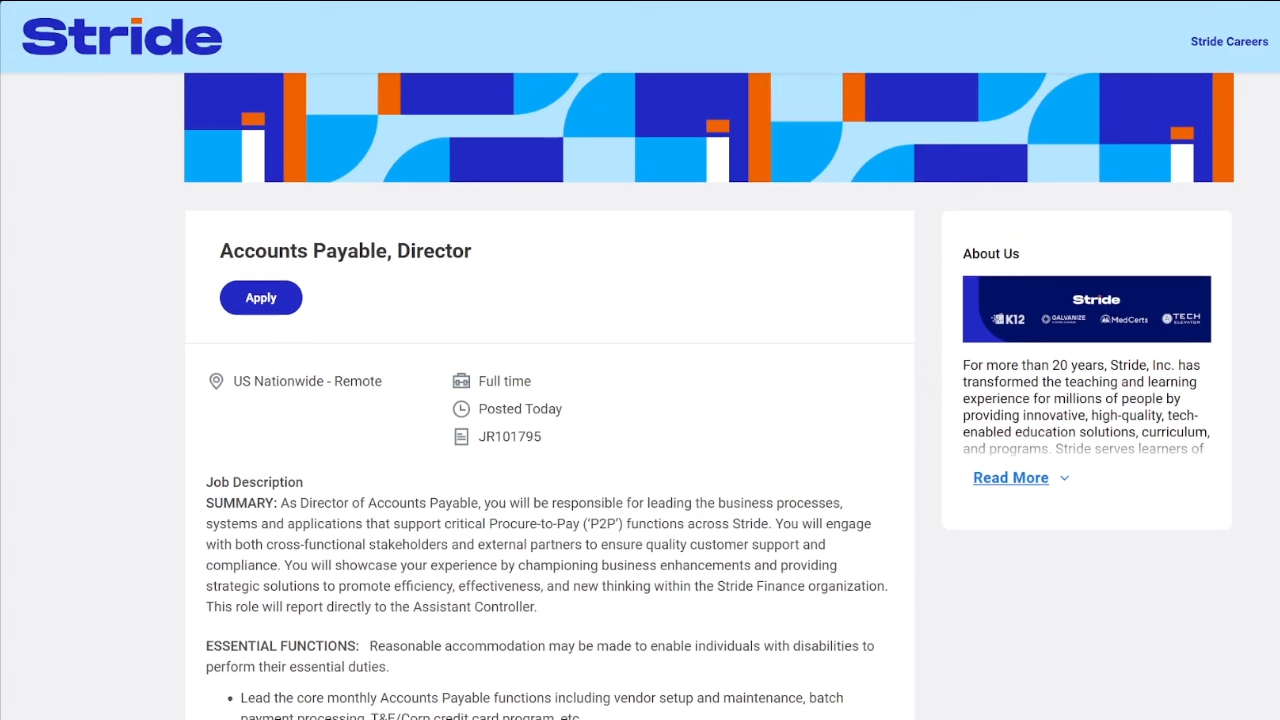 Stride
Stride Careers
Accounts Payable, Director
Apply
US Nationwide - Remote
Full time
Posted Today
JR101795
Job Description
SUMMARY: As Director of Accounts Payable, you will be responsible for leading the business processes,
systems and applications that support critical Procure-to-Pay (‘P2P’) functions across Stride. You will engage
with both cross-functional stakeholders and external partners to ensure quality customer support and
compliance. You will showcase your experience by championing business enhancements and providing
strategic solutions to promote efficiency, effectiveness, and new thinking within the Stride Finance organization.
This role will report directly to the Assistant Controller.
ESSENTIAL FUNCTIONS: Reasonable accommodation may be made to enable individuals with disabilities to
perform their essential duties.
• Lead the core monthly Accounts Payable functions including vendor setup and maintenance, batch
payment processing, T&E/Corp credit card program, etc.
About Us
Stride
K12
GALVANIZE
MedCerts
TECH
ELEVATOR
For more than 20 years, Stride, Inc. has
transformed the teaching and learning
experience for millions of people by
providing innovative, high-quality, tech-
enabled education solutions, curriculum,
and programs. Stride serves learners of
Read More